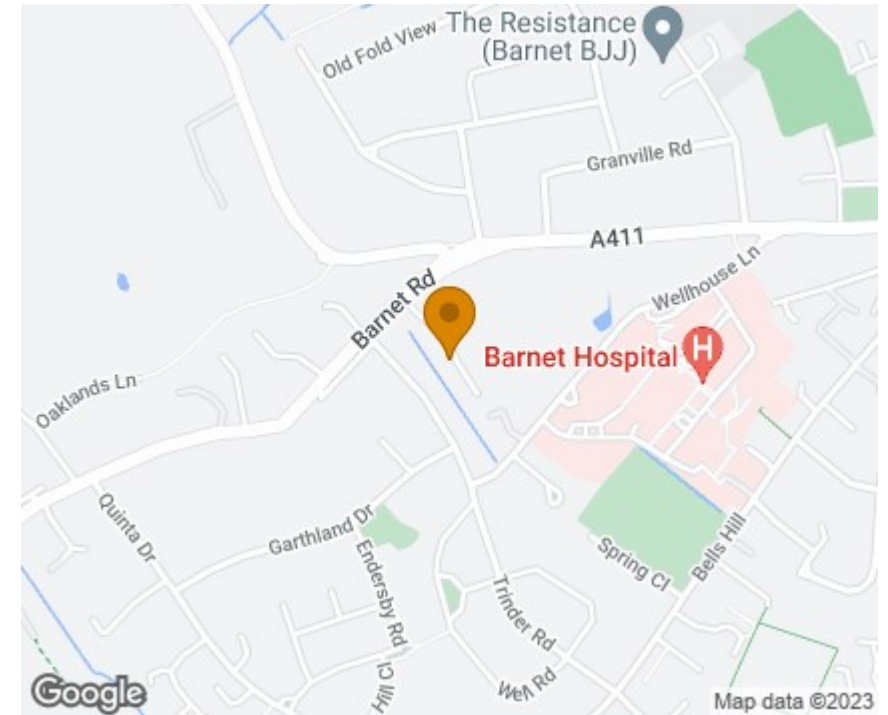 The Resistance
(Barnet BJJ)
Old Fold View
Granville Rd
A411
Wellhouse Ln
Barnet Rd
Barnet Hospital
H
Oaklands Ln
Quinta Dr
Garthland Dr
Endersby Rd
Spring Cl
Bells Hill
Trinder Rd
Hill Cl
Well Rd
Google
Map data ©2023